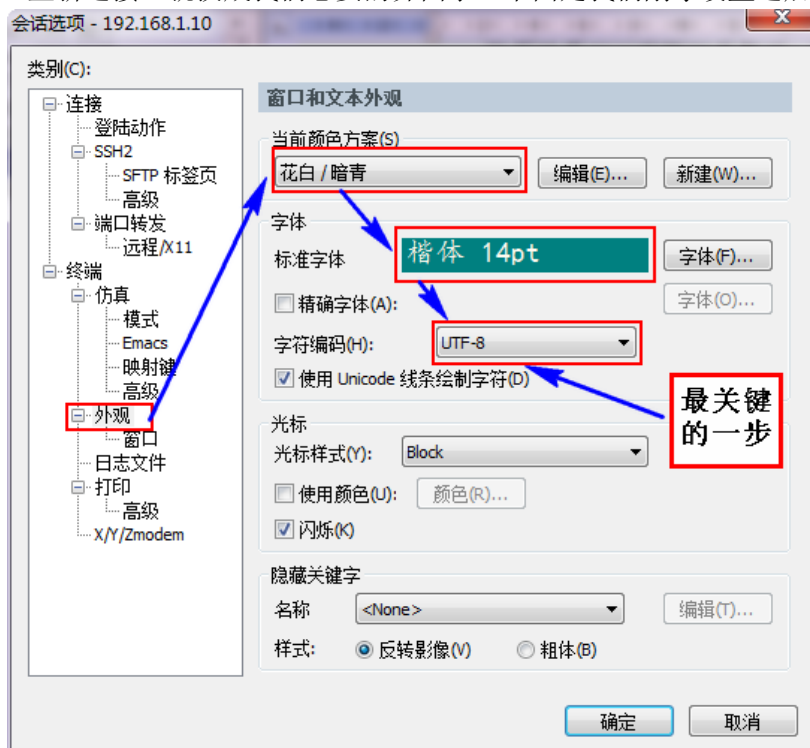 会话选项 - 192.168.1.10
X
类别(C):
连接
登陆动作
SSH2
SFTP 标签页
高级
端口转发
远程/X11
终端
仿真
模式
Emacs
映射键
高级
外观
窗口
日志文件
打印
高级
X/Y/Zmodem
窗口和文本外观
当前颜色方案(S)
花白 / 暗青
编辑(E)...
新建(W)...
字体
标准字体
楷体 14pt
字体(F)...
精确字体(A):
字体(O)...
字符编码(H):
UTF-8
使用 Unicode 线条绘制字符(D)
最关键
的一步
光标
光标样式(Y):
Block
使用颜色(U):
颜色(R)...
闪烁(K)
隐藏关键字
名称
<None>
编辑(T)...
样式:
反转影像(V)
粗体(B)
确定
取消